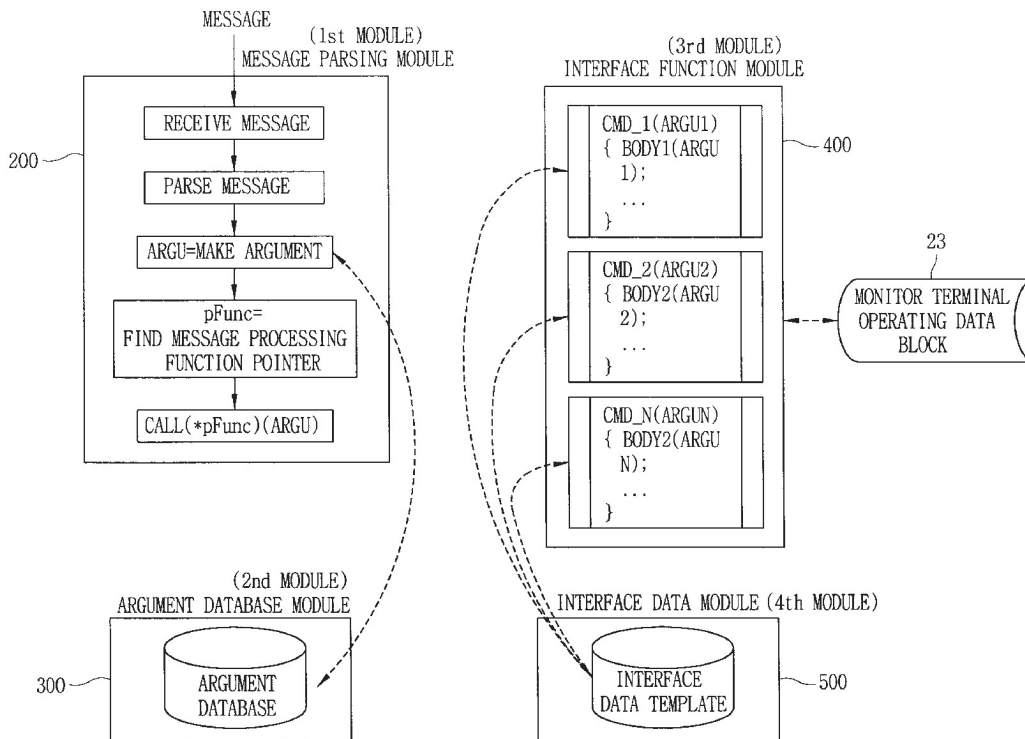 MESSAGE
(1st MODULE)
MESSAGE PARSING MODULE
200
RECEIVE MESSAGE
PARSE MESSAGE
ARGU=MAKE ARGUMENT
pFunc=
FIND MESSAGE PROCESSING
FUNCTION POINTER
CALL(*pFunc)(ARGU)
(3rd MODULE)
INTERFACE FUNCTION MODULE
400
CMD_1(ARGU1)
{ BODY1(ARGU
1);
...
}
CMD_2(ARGU2)
{ BODY2(ARGU
2);
...
}
CMD_N(ARGUN)
{ BODY2(ARGU
N);
...
}
23
MONITOR TERMINAL
OPERATING DATA
BLOCK
(2nd MODULE)
ARGUMENT DATABASE MODULE
300
ARGUMENT
DATABASE
INTERFACE DATA MODULE (4th MODULE)
INTERFACE
DATA TEMPLATE
500